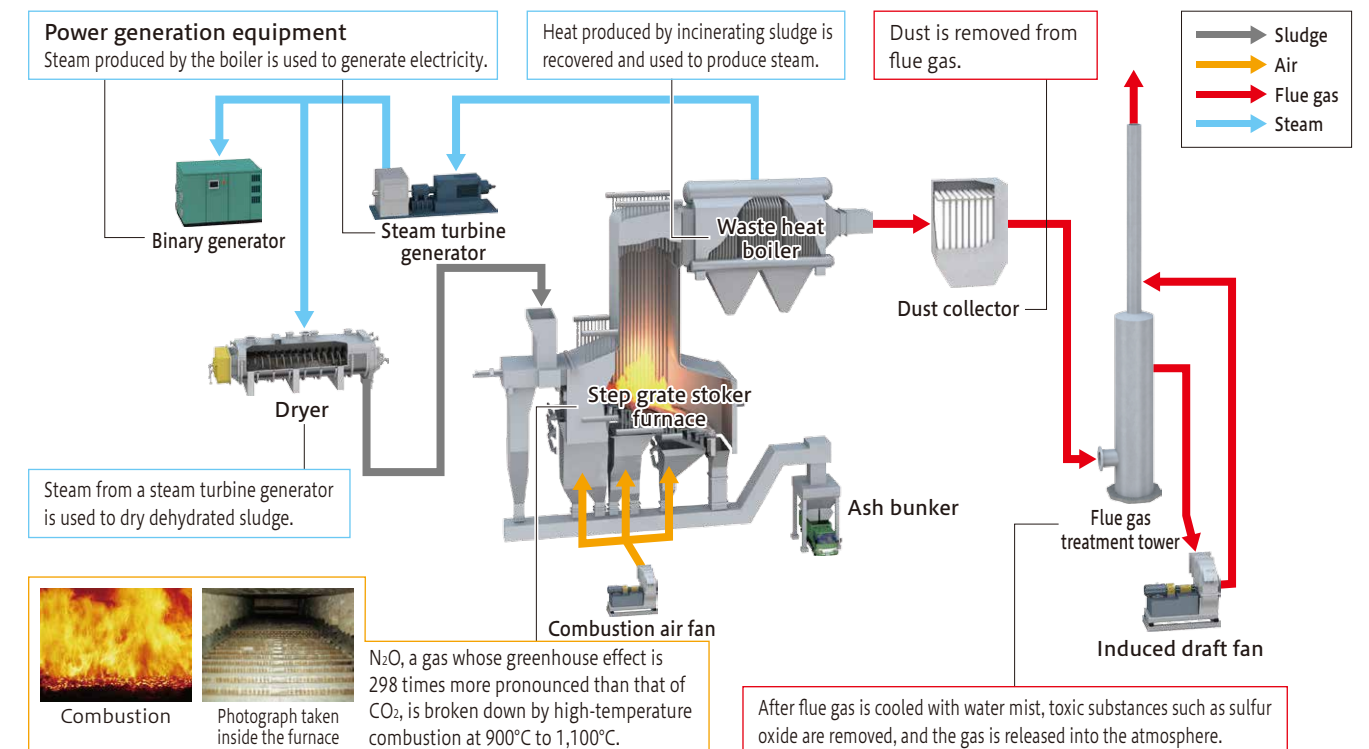 Power generation equipment
Steam produced by the boiler is used to generate electricity.
Heat produced by incinerating sludge is
recovered and used to produce steam.
Dust is removed from
flue gas.
Sludge
Air
Flue gas
Steam
Binary generator
Steam turbine
generator
Waste heat
boiler
Dust collector
Dryer
Step grate stoker
furnace
Steam from a steam turbine generator
is used to dry dehydrated sludge.
Ash bunker
Flue gas
treatment tower
Combustion air fan
Induced draft fan
Combustion
Photograph taken
inside the furnace
N₂O, a gas whose greenhouse effect is
298 times more pronounced than that of
CO₂, is broken down by high-temperature
combustion at 900°C to 1,100°C.
After flue gas is cooled with water mist, toxic substances such as sulfur
oxide are removed, and the gas is released into the atmosphere.